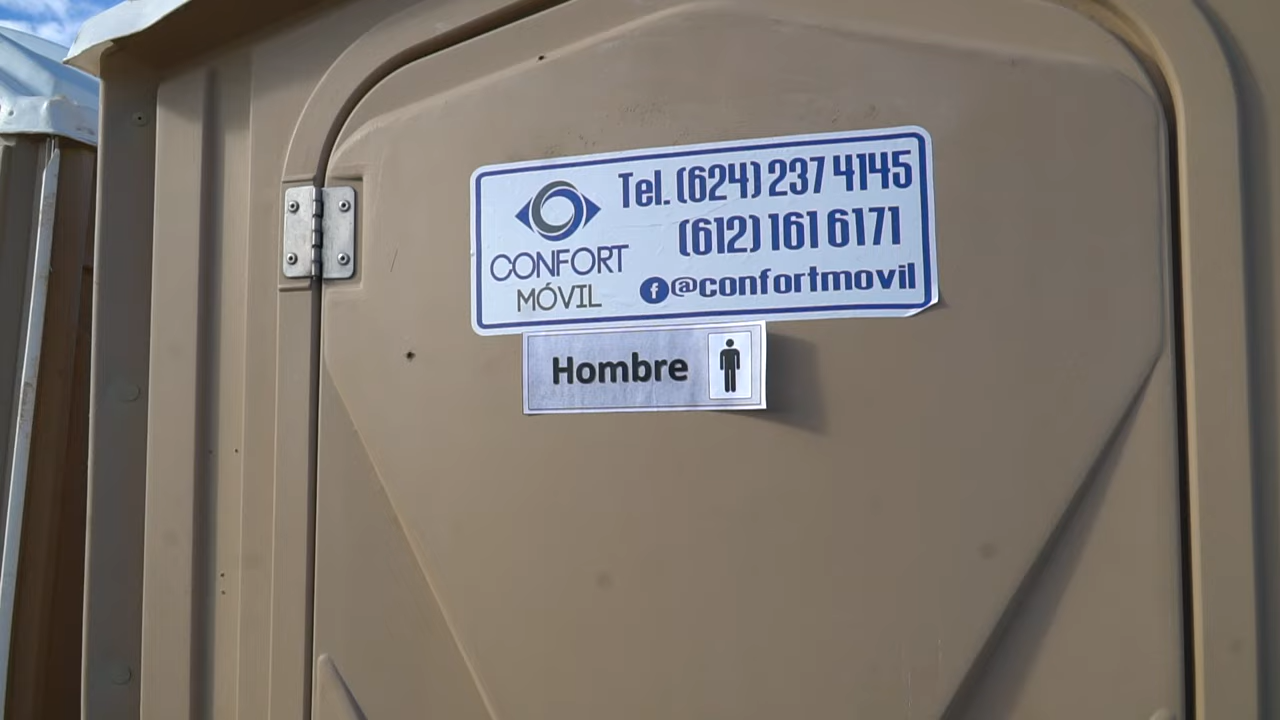 CONFORT
MÓVIL
Tel. (624) 237 4145
(612) 161 6171
@confortmovil
Hombre